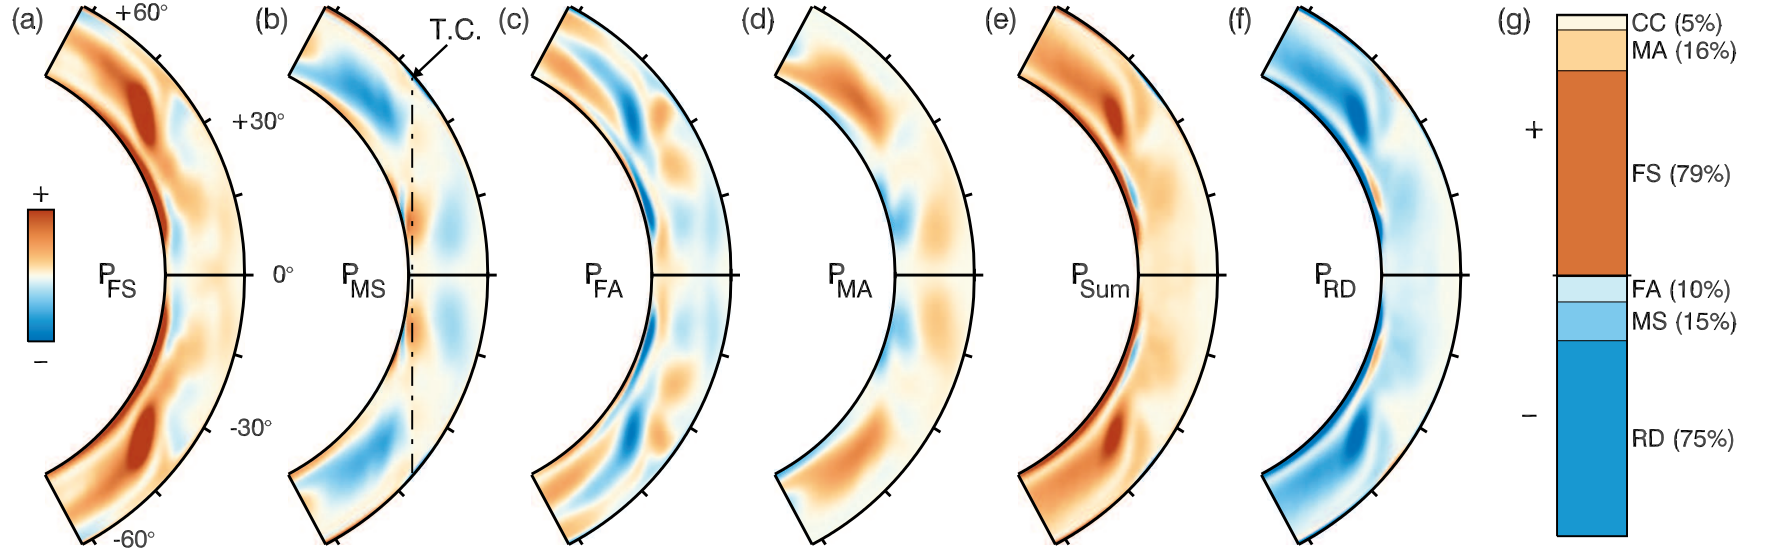 (a)
+60°
(b)
T.C.
(c)
(d)
(e)
(f)
(g)
CC (5%)
MA (16%)
+30°
+
FS (79%)
+
–
P_FS
0°
P_MS
P_FA
P_MA
P_Sum
P_RD
FA (10%)
MS (15%)
–
RD (75%)
-30°
-60°